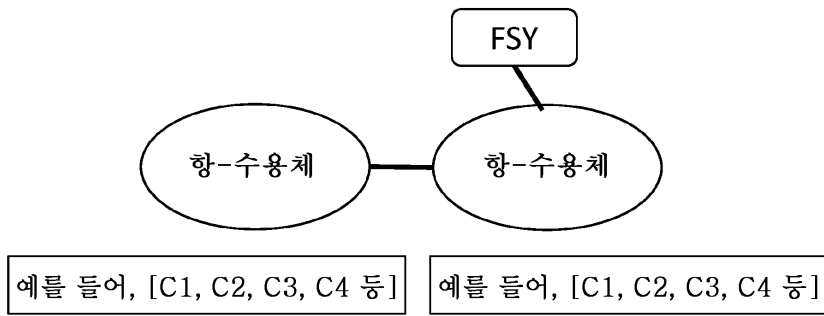 FSY
항-수용체
항-수용체
예를 들어, [C1, C2, C3, C4 등]
예를 들어, [C1, C2, C3, C4 등]